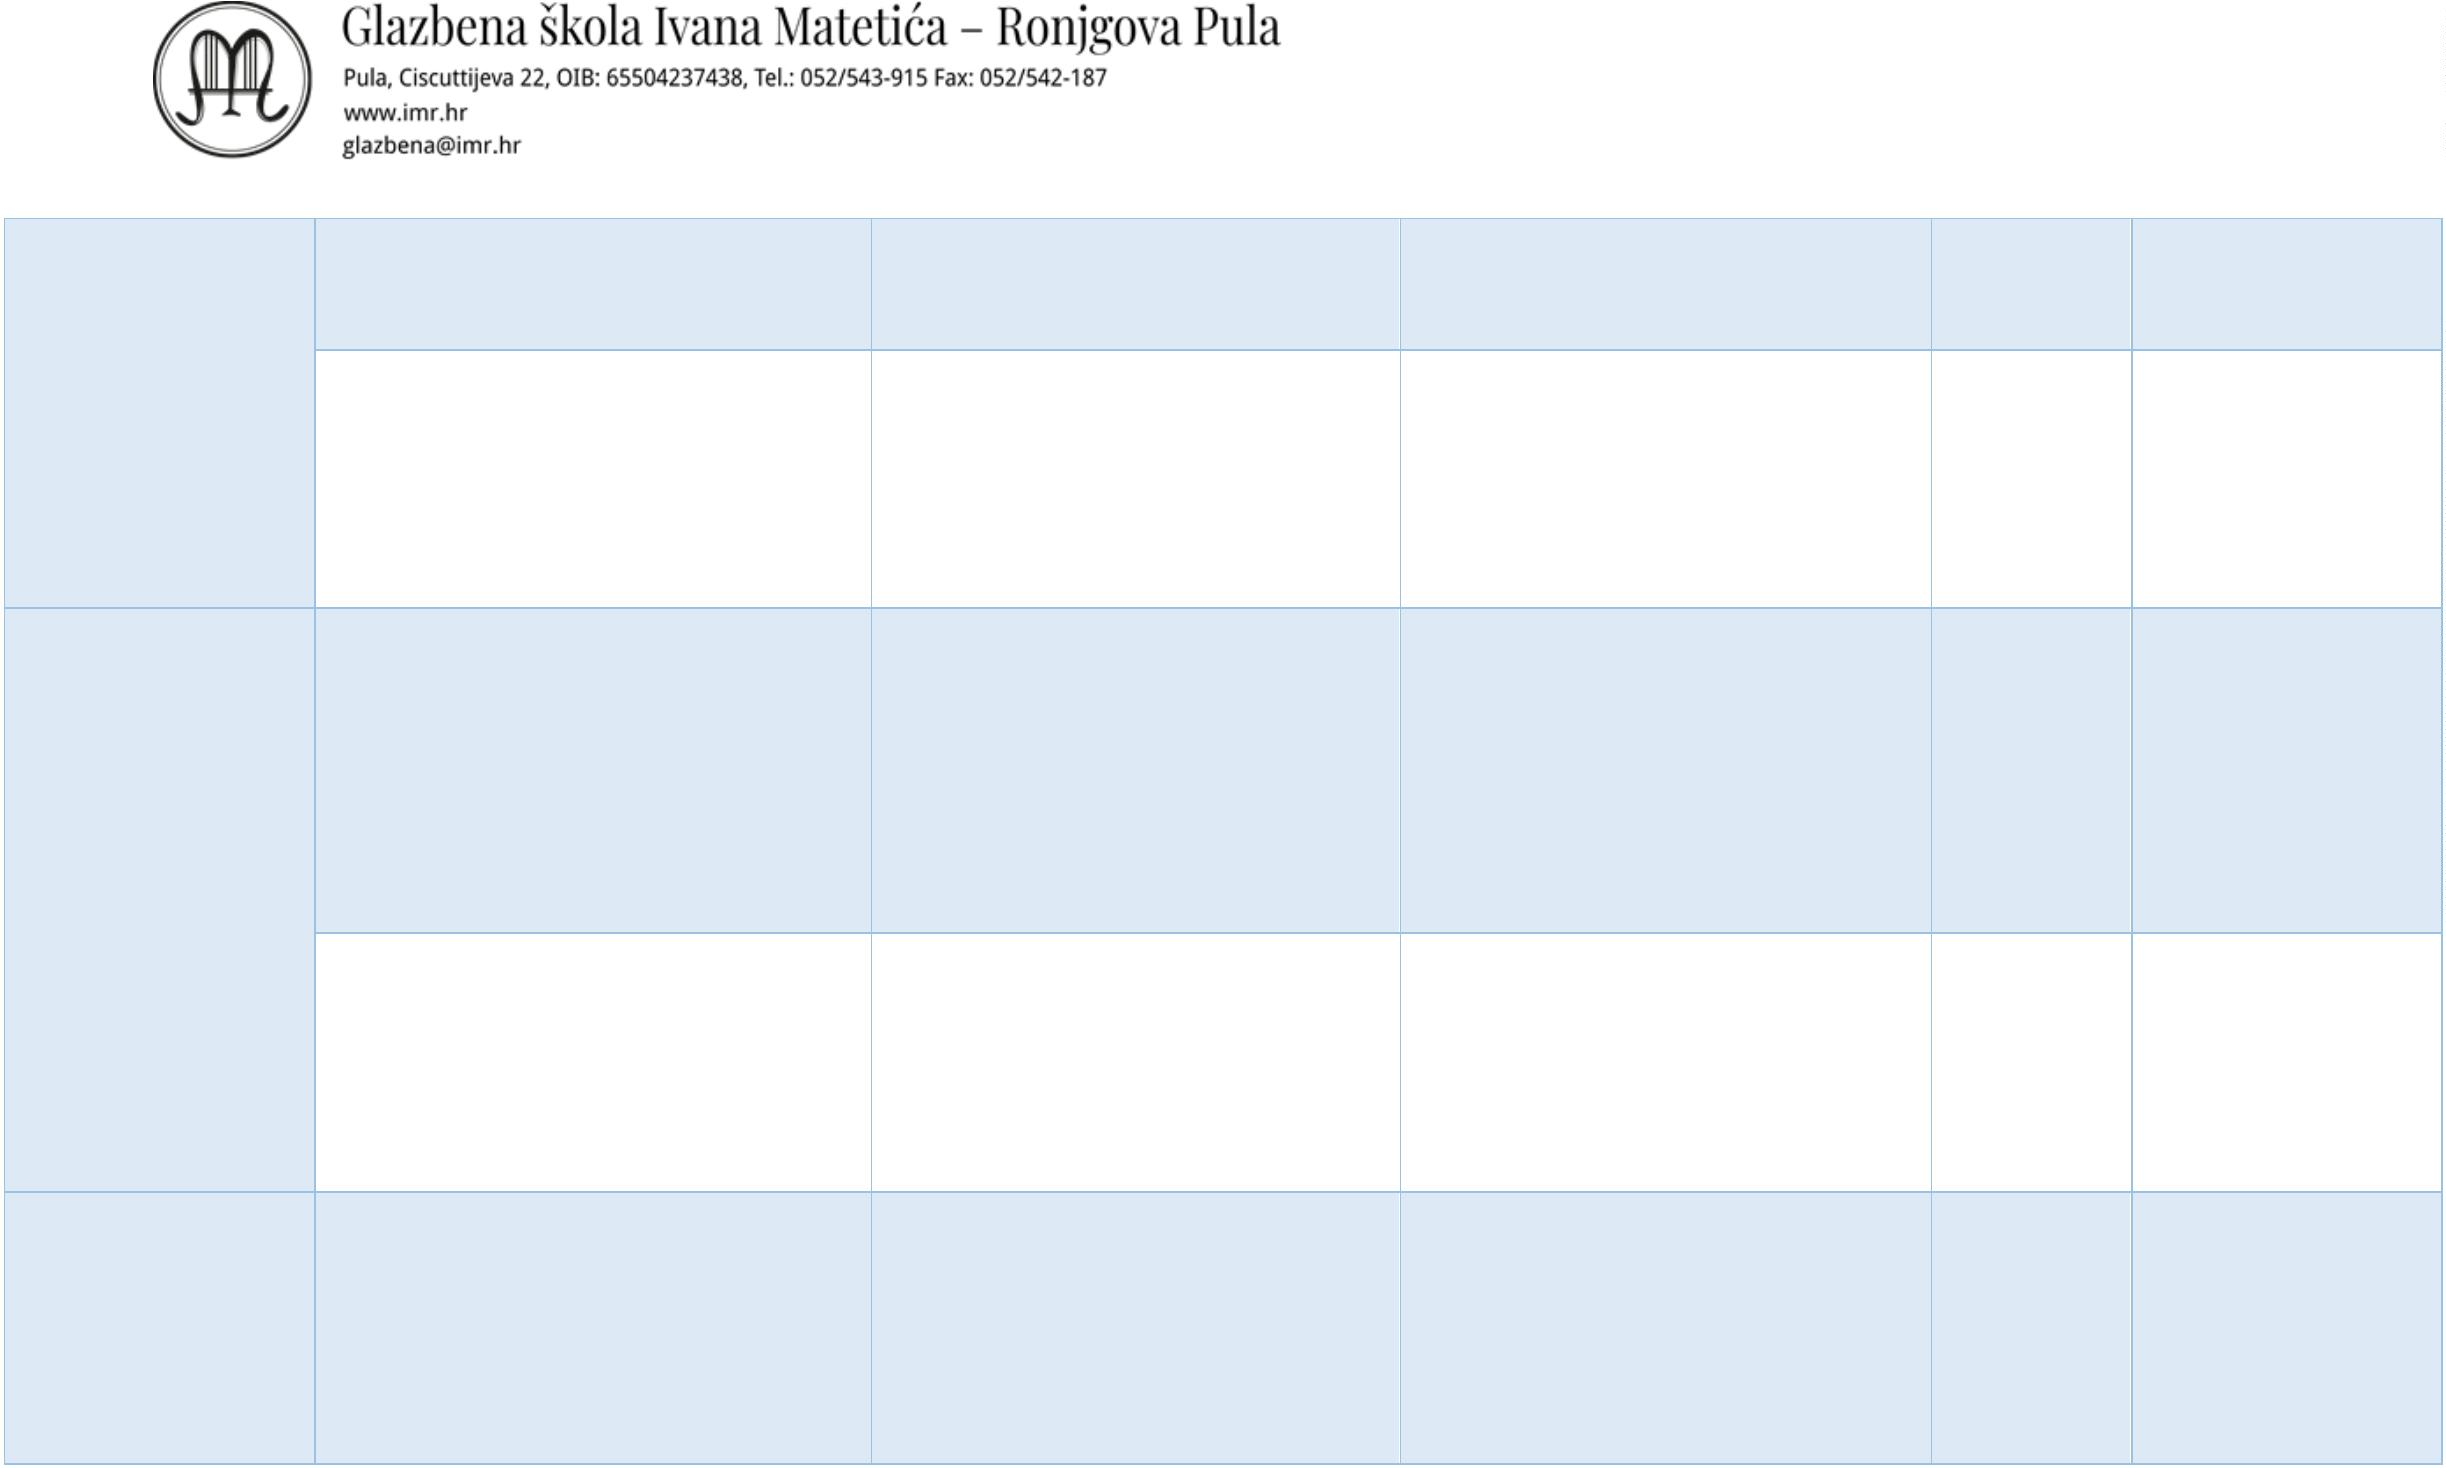 Glazbena škola Ivana Matetića – Ronjgova Pula
Pula, Ciscuttijeva 22, OIB: 65504237438, Tel.: 052/543-915 Fax: 052/542-187
www.imr.hr
glazbena@imr.hr